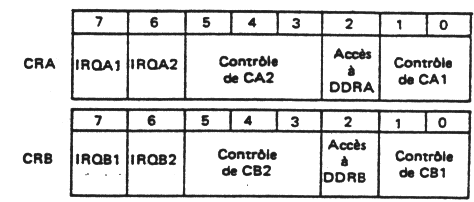 7 6 5 4 3 2 1 0
CRA IRQA1 IRQA2 Contrôle de CA2 Accès à DDRA Contrôle de CA1
7 6 5 4 3 2 1 0
CRB IRQB1 IRQB2 Contrôle de CB2 Accès à DDRB Contrôle de CB1